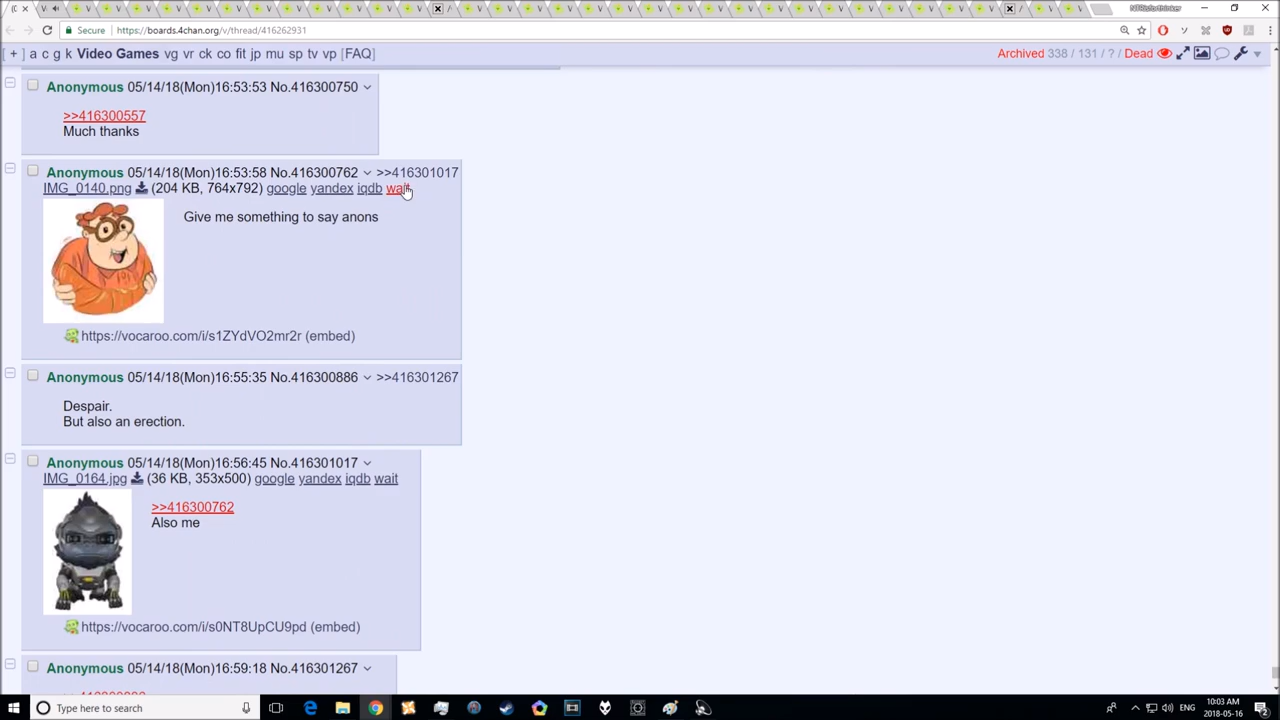 NTRisforthinker
Secure | https://boards.4chan.org/v/thread/416262931
[ + ] a c g k Video Games vg vr ck co fit jp mu sp tv vp [FAQ]
Archived 338 / 131 / ? / Dead
Anonymous 05/14/18(Mon)16:53:53 No.416300750
>>416300557
Much thanks
Anonymous 05/14/18(Mon)16:53:58 No.416300762 >>416301017
IMG_0140.png (204 KB, 764x792) google yandex iqdb wait
Give me something to say anons
https://vocaroo.com/i/s1ZYdVO2mr2r (embed)
Anonymous 05/14/18(Mon)16:55:35 No.416300886 >>416301267
Despair.
But also an erection.
Anonymous 05/14/18(Mon)16:56:45 No.416301017
IMG_0164.jpg (36 KB, 353x500) google yandex iqdb wait
>>416300762
Also me
https://vocaroo.com/i/s0NT8UpCU9pd (embed)
Anonymous 05/14/18(Mon)16:59:18 No.416301267
Type here to search
ENG
10:03 AM
2018-05-16